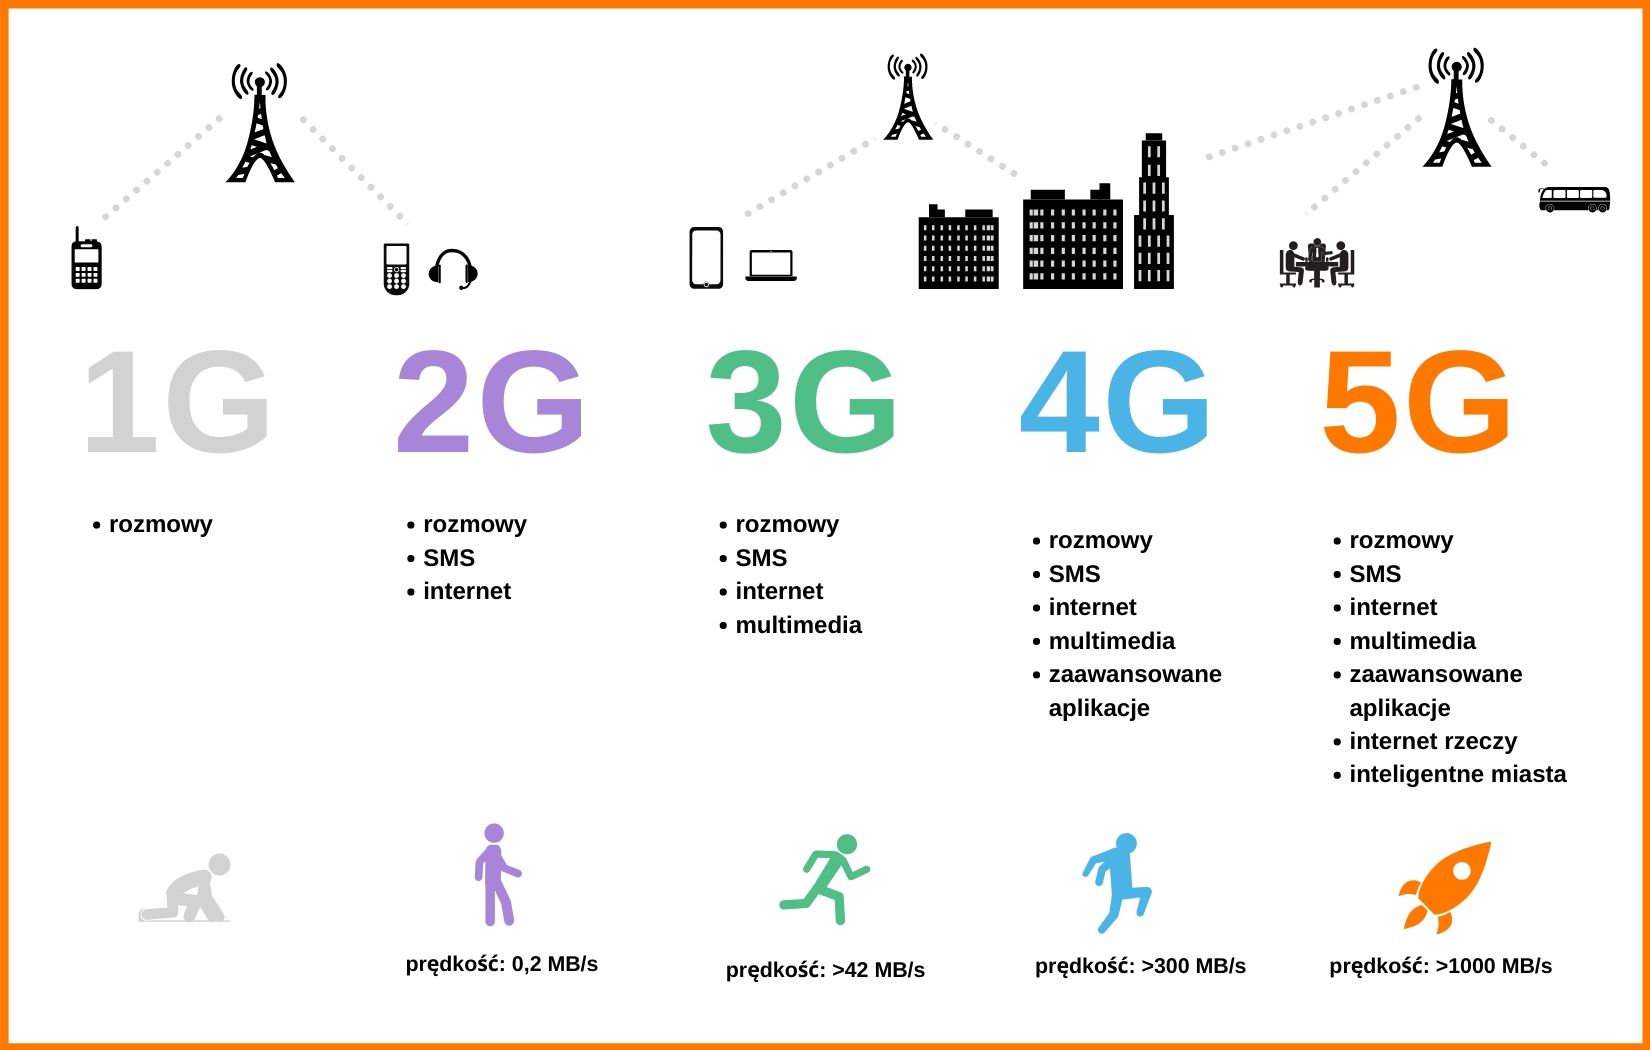 1G
2G
3G
4G
5G
• rozmowy
• rozmowy
• SMS
• internet
• rozmowy
• SMS
• internet
• multimedia
• rozmowy
• SMS
• internet
• multimedia
• zaawansowane
aplikacje
• rozmowy
• SMS
• internet
• multimedia
• zaawansowane
aplikacje
• internet rzeczy
• inteligentne miasta
prędkość: 0,2 MB/s
prędkość: >42 MB/s
prędkość: >300 MB/s
prędkość: >1000 MB/s